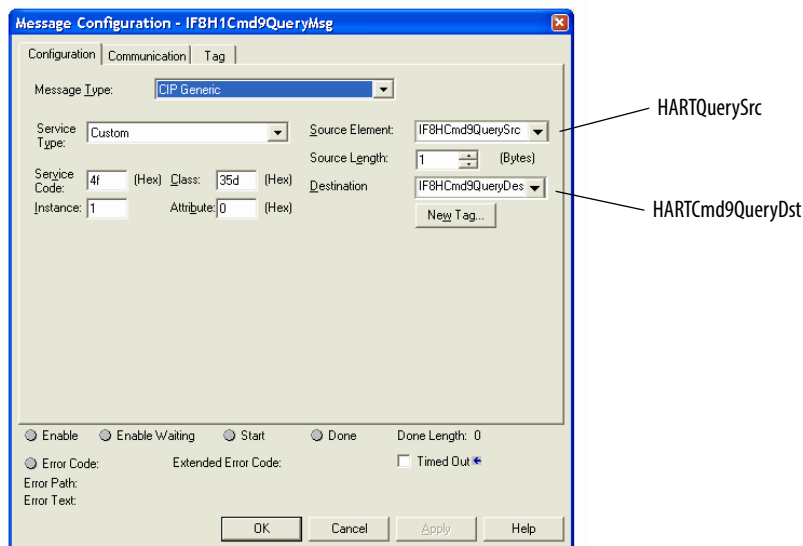 Message Configuration - IF8H1Cmd9QueryMsg
Configuration Communication Tag
Message Type: CIP Generic
Service Type: Custom
Source Element: IF8HCmd9QuerySrc
HARTQuerySrc
Source Length: 1 (Bytes)
Service Code: 4f (Hex) Class: 35d (Hex)
Destination IF8HCmd9QueryDes
HARTCmd9QueryDst
Instance: 1 Attribute: 0 (Hex)
New Tag...
Enable Enable Waiting Start Done Done Length: 0
Error Code: Extended Error Code: Timed Out
Error Path:
Error Text:
OK Cancel Apply Help